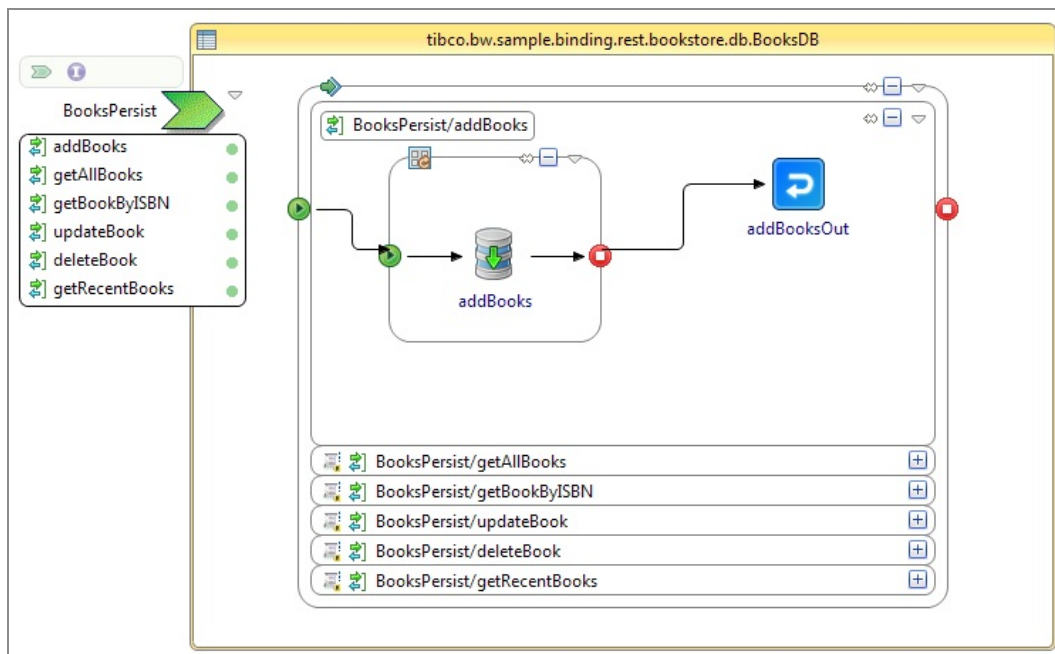 tibco.bw.sample.binding.rest.bookstore.db.BooksDB
BooksPersist
addBooks
getAllBooks
getBookByISBN
updateBook
deleteBook
getRecentBooks
BooksPersist/addBooks
addBooks
addBooksOut
BooksPersist/getAllBooks
BooksPersist/getBookByISBN
BooksPersist/updateBook
BooksPersist/deleteBook
BooksPersist/getRecentBooks